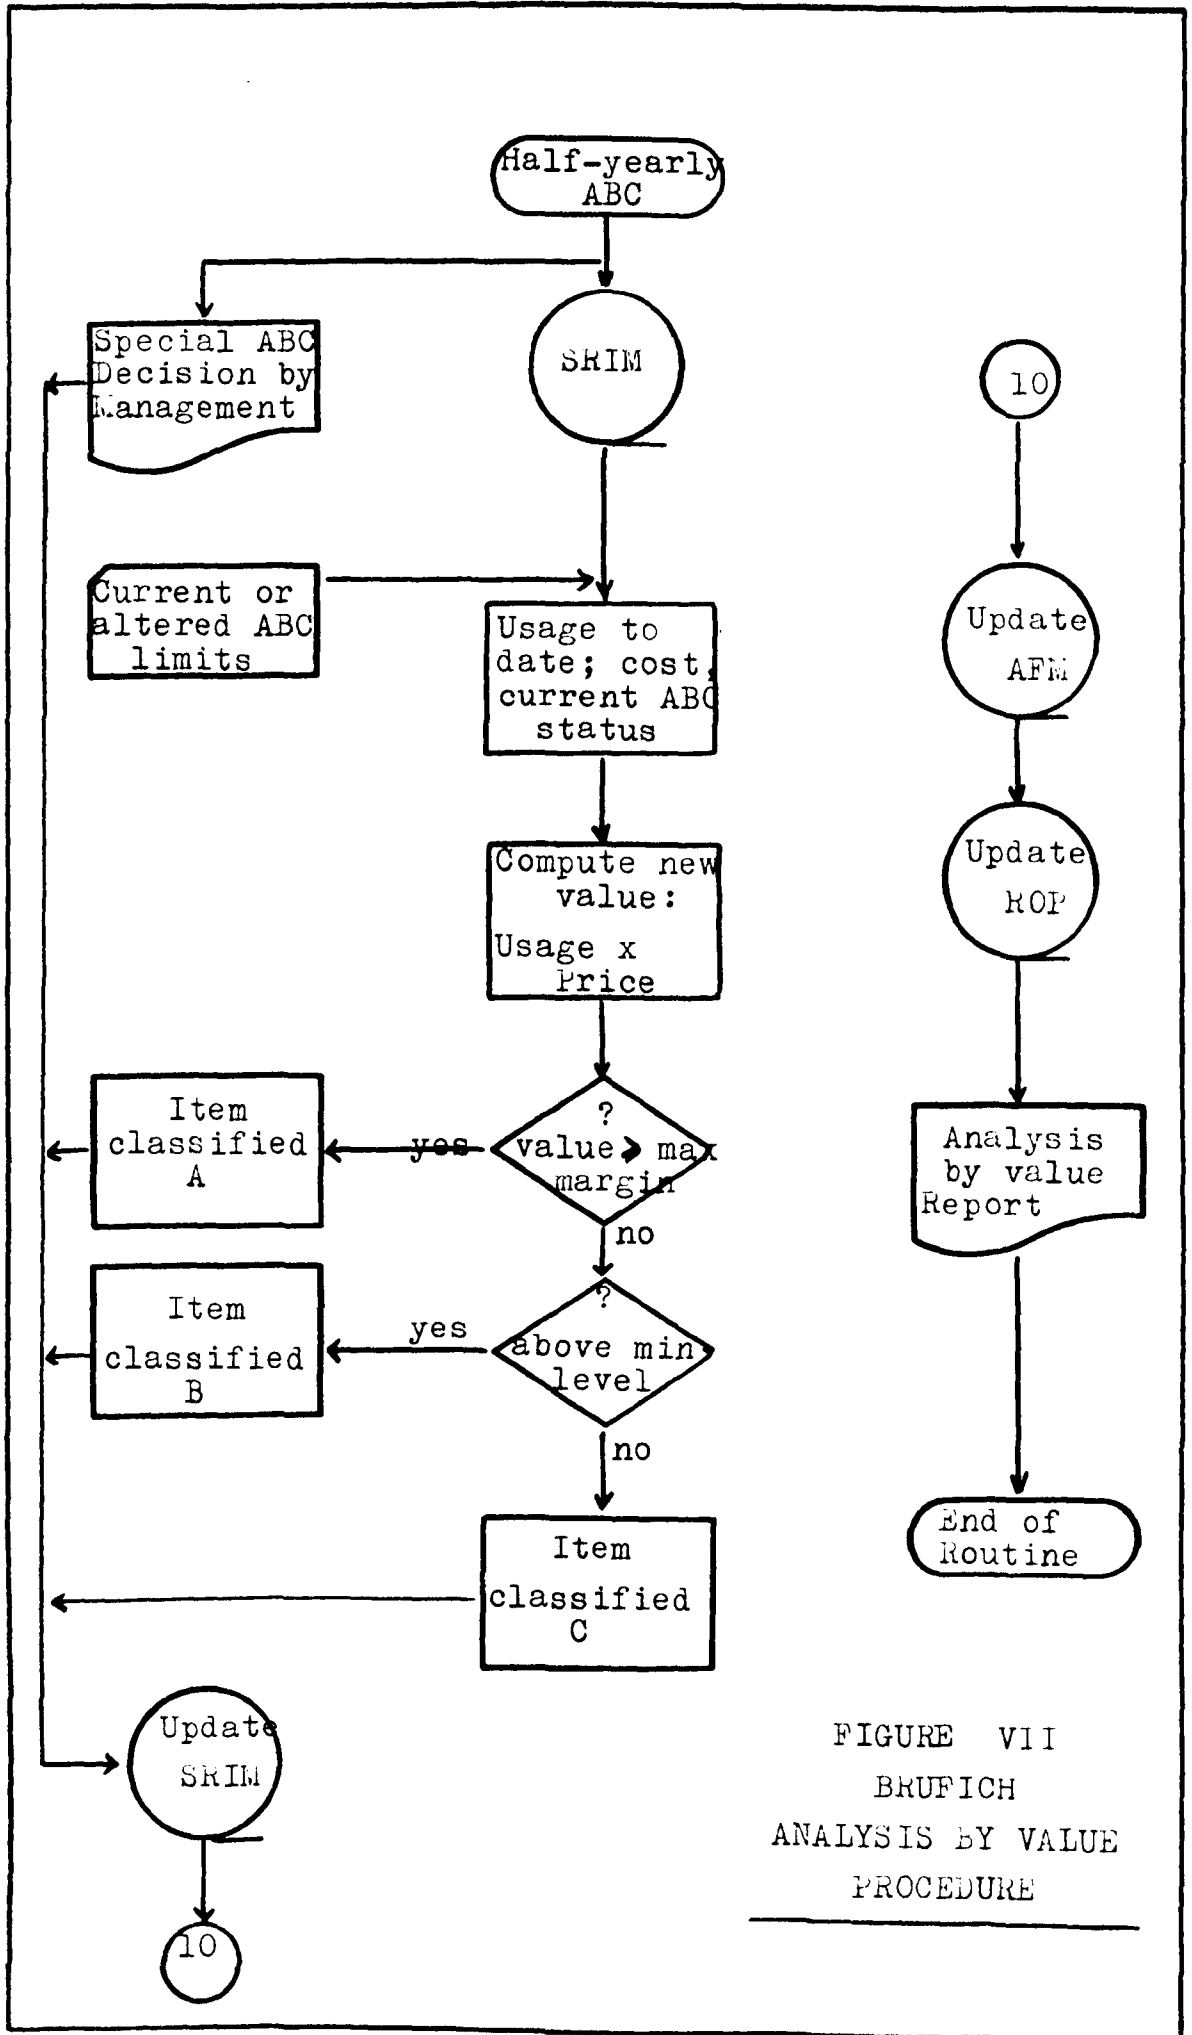 Half-yearly
ABC
Special ABC
Decision by
Management
SRIM
10
Current or
altered ABC
limits
Usage to
date; cost,
current ABC
status
Update
AFM
Compute new
value:
Usage x
Price
Update
ROP
Item
classified
A
yes
?
value > max
margin
no
Analysis
by value
Report
Item
classified
B
yes
?
above min
level
no
Item
classified
C
End of
Routine
Update
SRIM
10
FIGURE VII
BRUFICH
ANALYSIS BY VALUE
PROCEDURE